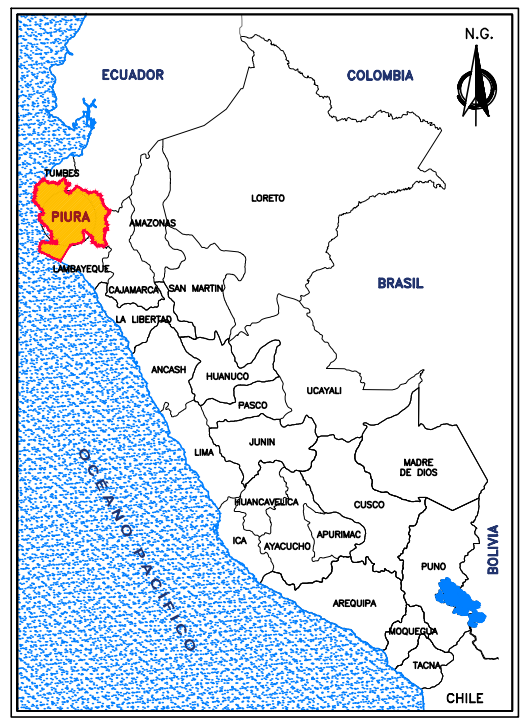 N.G.
ECUADOR
COLOMBIA
TUMBES
LORETO
PIURA
AMAZONAS
LAMBAYEQUE
CAJAMARCA
SAN MARTIN
BRASIL
LA LIBERTAD
ANCASH
HUANUCO
UCAYALI
PASCO
JUNIN
LIMA
MADRE
DE DIOS
HUANCAVELICA
CUSCO
ICA
AYACUCHO
APURIMAC
BOLIVIA
PUNO
OCEANO PACIFICO
AREQUIPA
MOQUEGUA
TACNA
CHILE